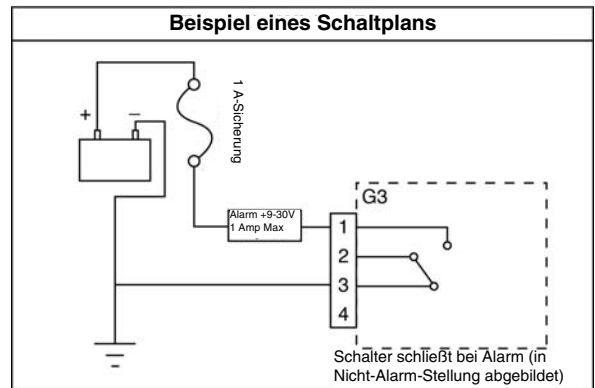 Beispiel eines Schaltplans
+
−
1 A-Sicherung
Alarm +9-30V
1 Amp Max
G3
1
2
3
4
Schalter schließt bei Alarm (in
Nicht-Alarm-Stellung abgebildet)